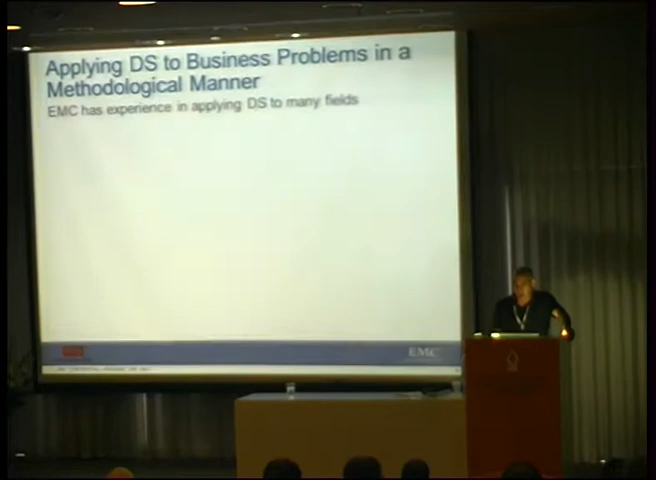 Applying DS to Business Problems in a
Methodological Manner
EMC has experience in applying DS to many fields
EMC